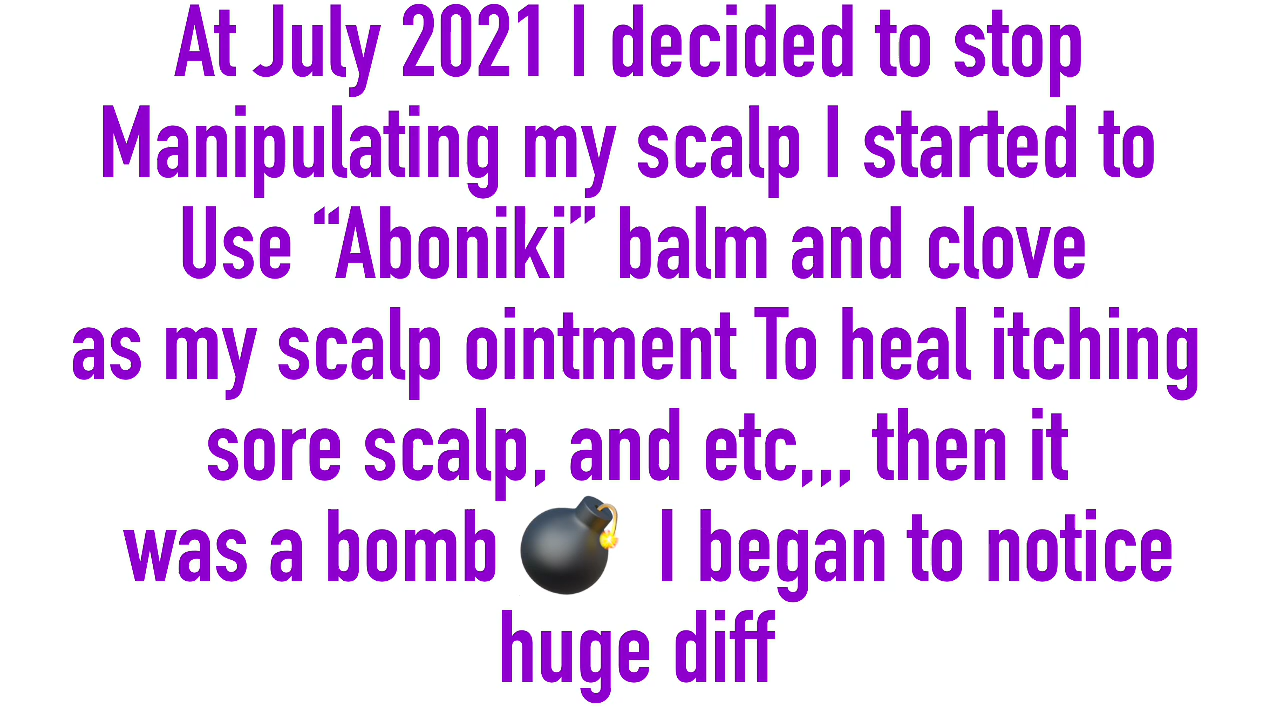 At July 2021 I decided to stop
Manipulating my scalp I started to
Use “Aboniki” balm and clove
as my scalp ointment To heal itching
sore scalp, and etc,,, then it
was a bomb 💣 I began to notice
huge diff